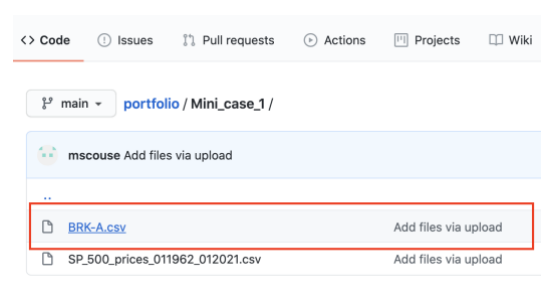 <> Code Issues Pull requests Actions Projects Wiki
main portfolio / Mini_case_1 /
mscouse Add files via upload
..
BRK-A.csv Add files via upload
SP_500_prices_011962_012021.csv Add files via upload